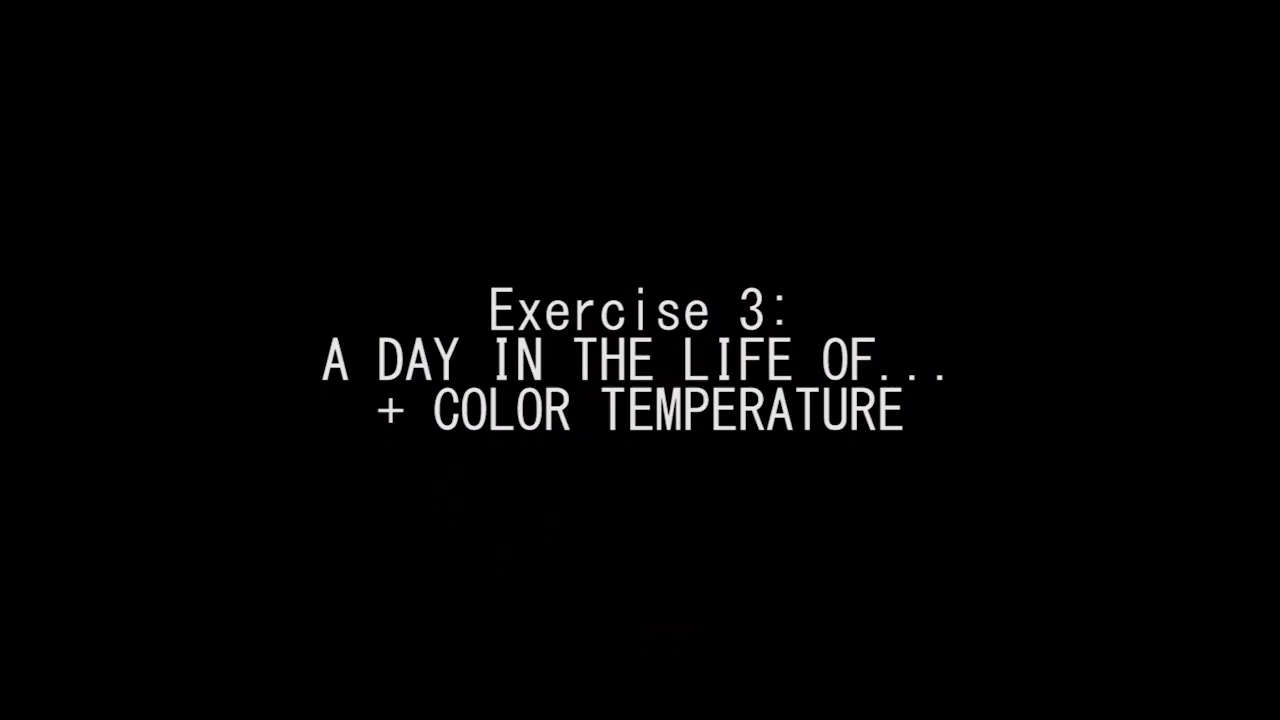 Exercise 3:
A DAY IN THE LIFE OF...
+ COLOR TEMPERATURE